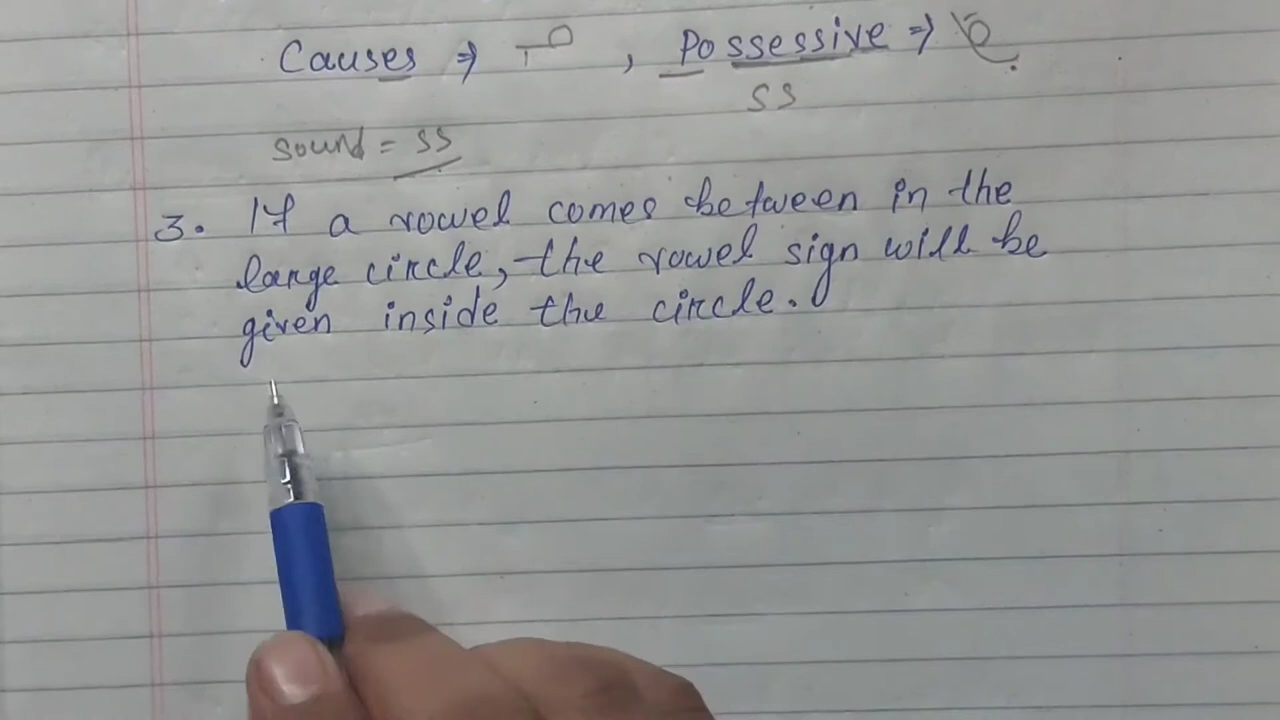 Causes ⇒ , Possessive ⇒
ss
sound = ss
3. If a vowel comes between in the
large circle, the vowel sign will be
given inside the circle.